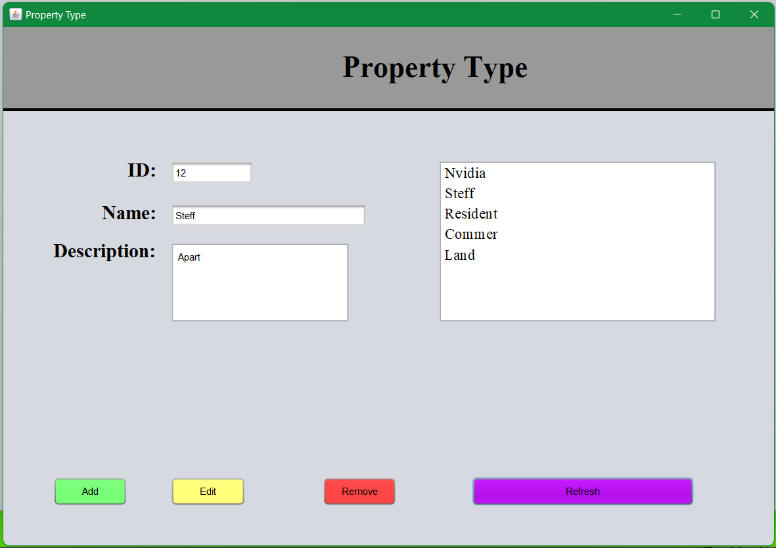 Property Type
Property Type
ID:
12
Name:
Steff
Description:
Apart
Nvidia
Steff
Resident
Commer
Land
Add
Edit
Remove
Refresh